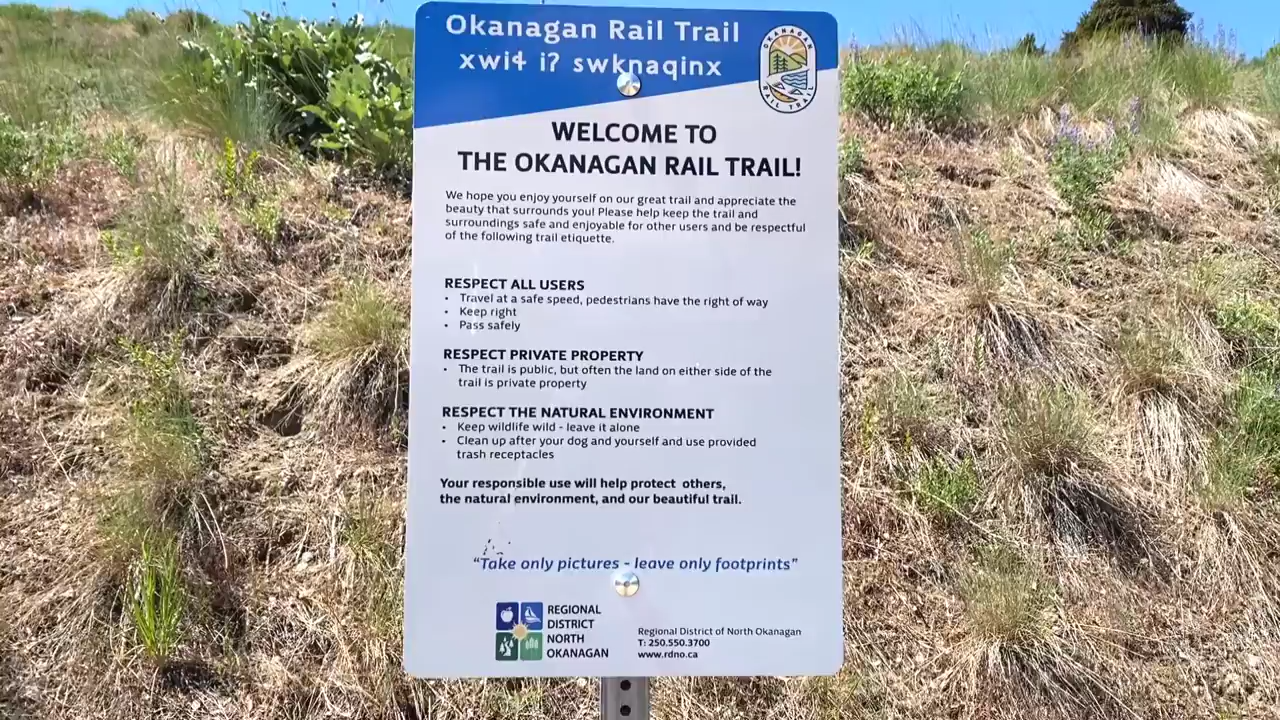 Okanagan Rail Trail
xwiɬ iʔ swknaqinx
OKANAGAN
RAIL TRAIL
WELCOME TO
THE OKANAGAN RAIL TRAIL!
We hope you enjoy yourself on our great trail and appreciate the
beauty that surrounds you! Please help keep the trail and
surroundings safe and enjoyable for other users and be respectful
of the following trail etiquette.
RESPECT ALL USERS
• Travel at a safe speed, pedestrians have the right of way
• Keep right
• Pass safely
RESPECT PRIVATE PROPERTY
• The trail is public, but often the land on either side of the
trail is private property
RESPECT THE NATURAL ENVIRONMENT
• Keep wildlife wild - leave it alone
• Clean up after your dog and yourself and use provided
trash receptacles
Your responsible use will help protect others,
the natural environment, and our beautiful trail.
“Take only pictures - leave only footprints”
REGIONAL
DISTRICT
NORTH
OKANAGAN
Regional District of North Okanagan
T: 250.550.3700
www.rdno.ca